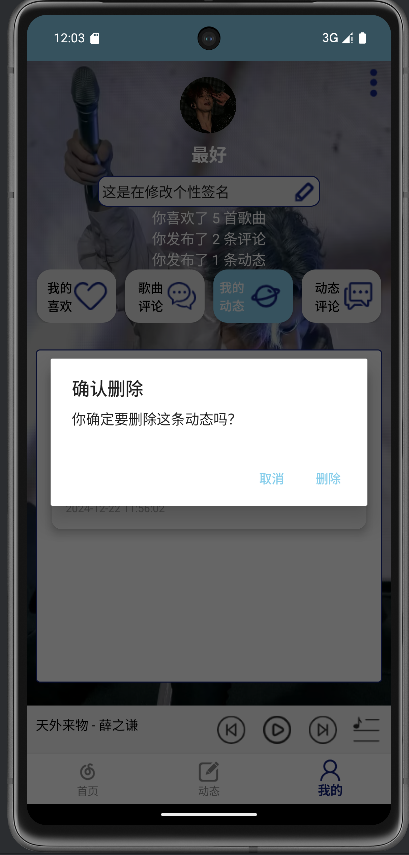 12:03
3G
最好
这是在修改个性签名
你喜欢了 5 首歌曲
你发布了 2 条评论
你发布了 1 条动态
我的喜欢
歌曲评论
我的动态
动态评论
确认删除
你确定要删除这条动态吗?
取消 删除
2024-12-22 11:56:02
天外来物 - 薛之谦
首页 动态 我的